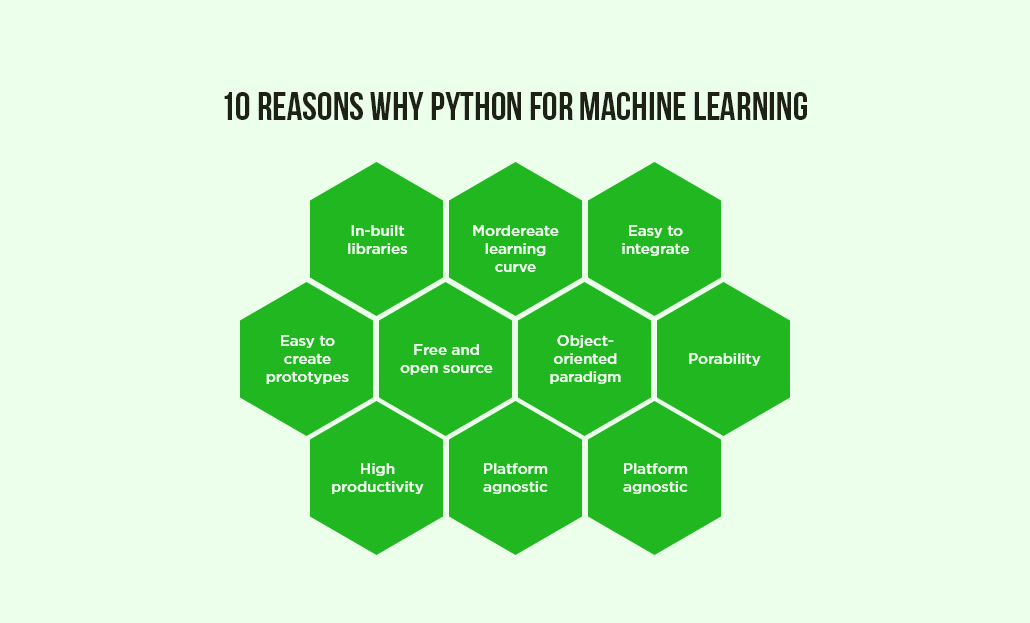 10 REASONS WHY PYTHON FOR MACHINE LEARNING
In-built
libraries
Mordereate
learning
curve
Easy to
integrate
Easy to
create
prototypes
Free and
open source
Object-
oriented
paradigm
Porability
High
productivity
Platform
agnostic
Platform
agnostic